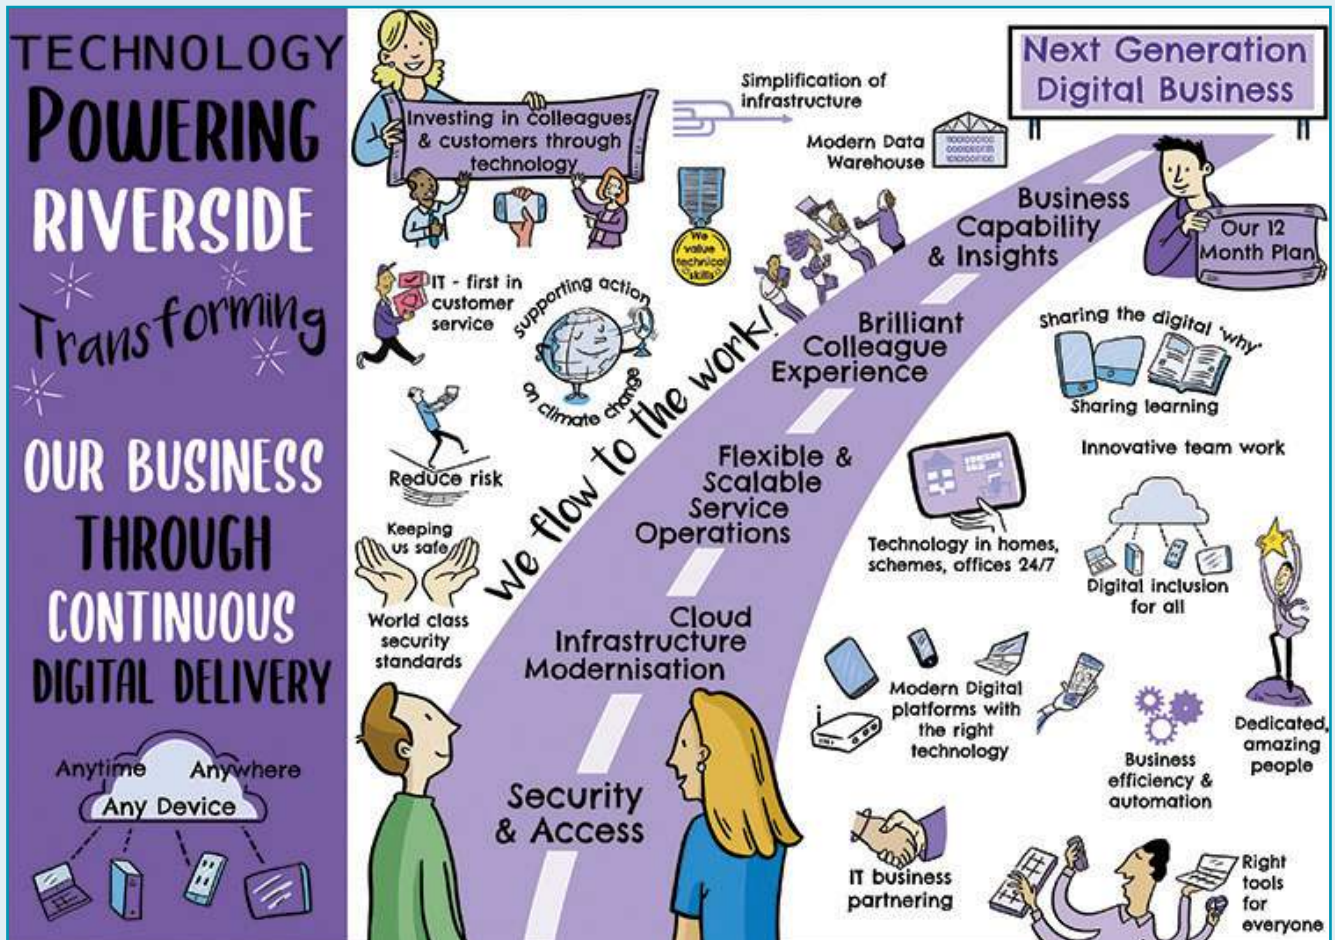 TECHNOLOGY
POWERING
RIVERSIDE
Transforming
OUR BUSINESS
THROUGH
CONTINUOUS
DIGITAL DELIVERY
Anytime Anywhere
Any Device
Investing in colleagues
& customers through
technology
Simplification of
infrastructure
Modern Data
Warehouse
We
value
technical
skills
IT - first in
customer
service
supporting action
on climate change
Reduce risk
Keeping
us safe
World class
security
standards
We flow to the work!
Next Generation
Digital Business
Our 12
Month Plan
Business
Capability
& Insights
Brilliant
Colleague
Experience
Flexible &
Scalable
Service
Operations
Cloud
Infrastructure
Modernisation
Security
& Access
Sharing the digital 'why'
Sharing learning
Innovative team work
Technology in homes,
schemes, offices 24/7
Digital inclusion
for all
Modern Digital
platforms with
the right
technology
Business
efficiency &
automation
Dedicated,
amazing
people
IT business
partnering
Right
tools
for
everyone